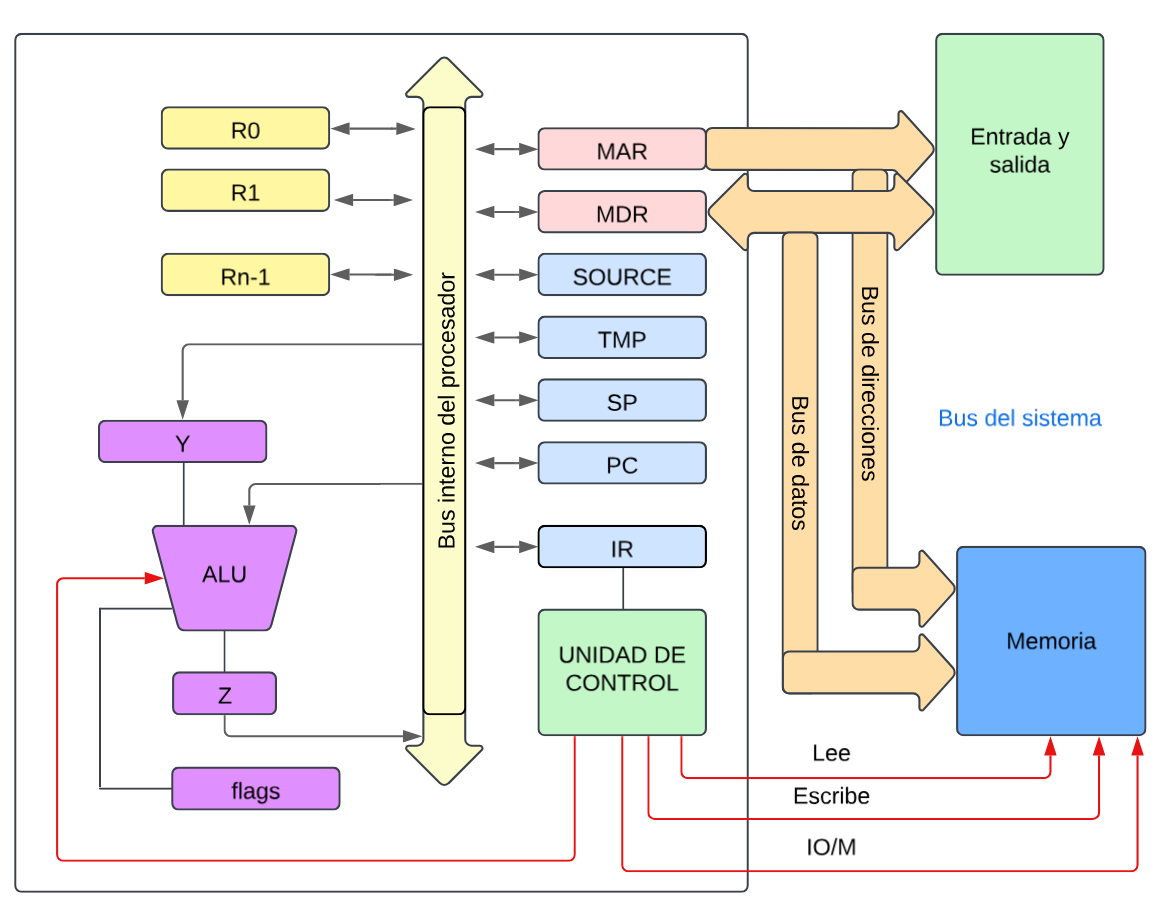 R0
R1
Rn-1
Bus interno del procesador
MAR
MDR
SOURCE
TMP
SP
PC
IR
UNIDAD DE
CONTROL
Y
ALU
Z
flags
Entrada y
salida
Bus de direcciones
Bus de datos
Bus del sistema
Memoria
Lee
Escribe
IO/M